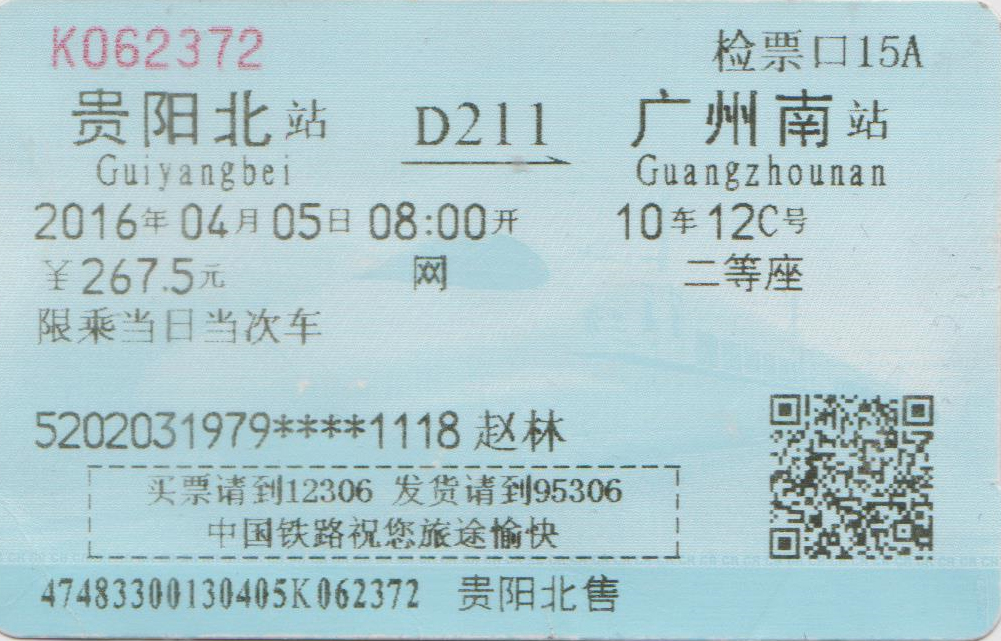 K062372 检票口15A
贵阳北站 D211 广州南站
Guiyangbei Guangzhounan
2016年04月05日08:00开 10车12C号
¥267.5元 网 二等座
限乘当日当次车
5202031979****1118 赵林
买票请到12306 发货请到95306
中国铁路祝您旅途愉快
47483300130405K062372 贵阳北售